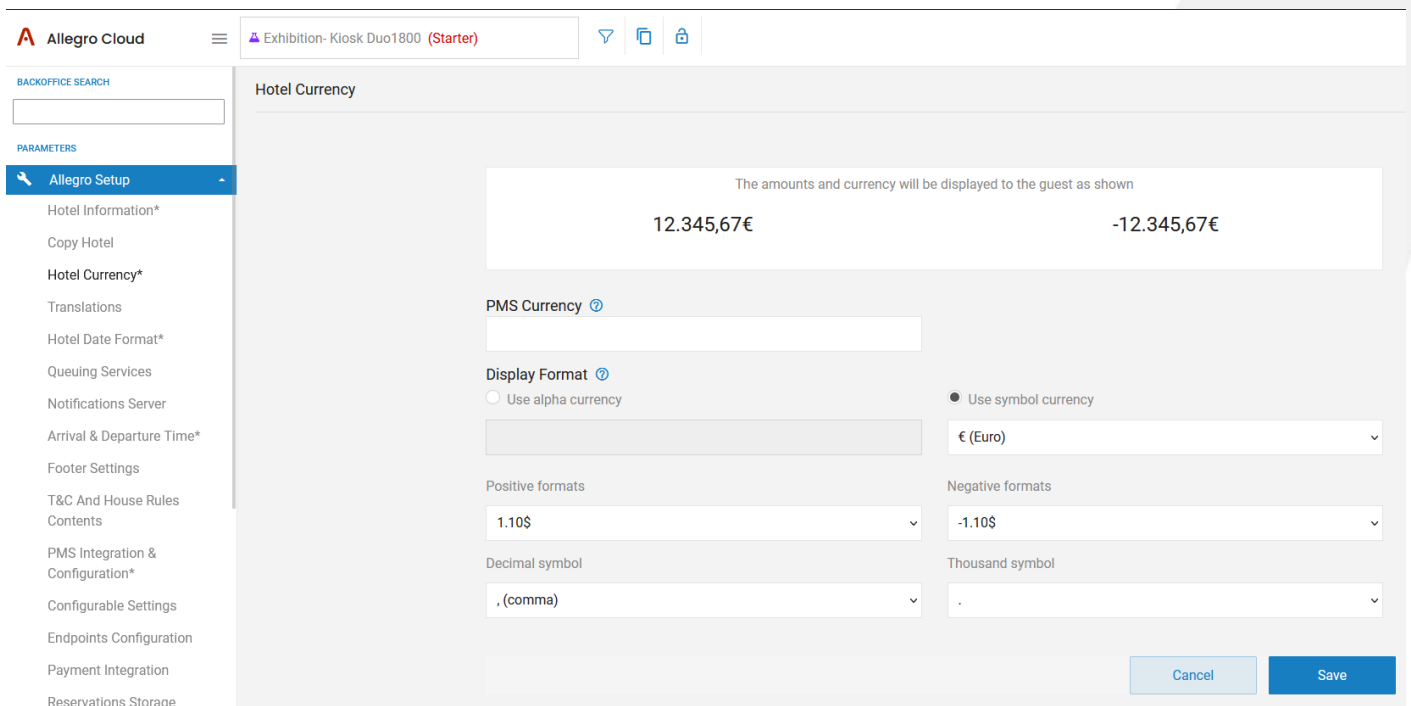 Allegro Cloud
Exhibition- Kiosk Duo1800 (Starter)
BACKOFFICE SEARCH
PARAMETERS
Allegro Setup
Hotel Information*
Copy Hotel
Hotel Currency*
Translations
Hotel Date Format*
Queuing Services
Notifications Server
Arrival & Departure Time*
Footer Settings
T&C And House Rules
Contents
PMS Integration &
Configuration*
Configurable Settings
Endpoints Configuration
Payment Integration
Reservations Storage
Hotel Currency
The amounts and currency will be displayed to the guest as shown
12.345,67€
-12.345,67€
PMS Currency ?
Display Format ?
Use alpha currency
Use symbol currency
€ (Euro)
Positive formats
Negative formats
1.10$
-1.10$
Decimal symbol
Thousand symbol
, (comma)
.
Cancel
Save